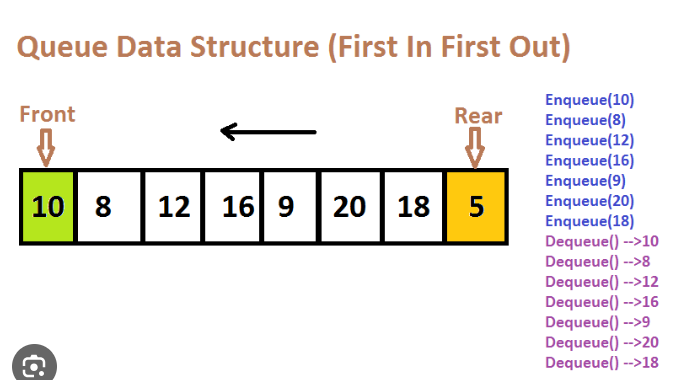 Queue Data Structure (First In First Out)
Front
Rear
10 8 12 16 9 20 18 5
Enqueue(10)
Enqueue(8)
Enqueue(12)
Enqueue(16)
Enqueue(9)
Enqueue(20)
Enqueue(18)
Dequeue() -->10
Dequeue() -->8
Dequeue() -->12
Dequeue() -->16
Dequeue() -->9
Dequeue() -->20
Dequeue() -->18